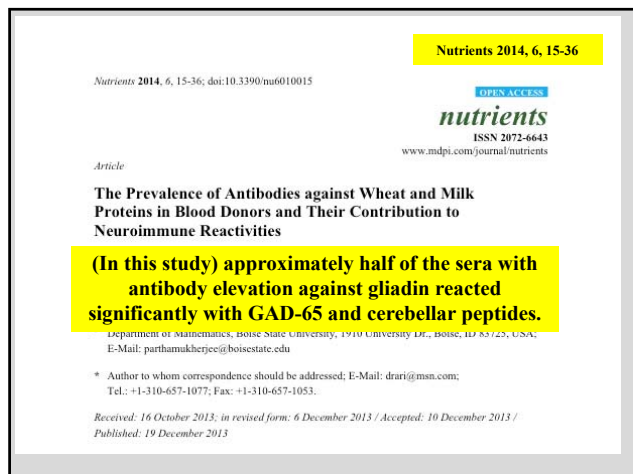 Nutrients 2014, 6, 15-36
Nutrients 2014, 6, 15-36; doi:10.3390/nu6010015
OPEN ACCESS
nutrients
ISSN 2072-6643
www.mdpi.com/journal/nutrients
Article
The Prevalence of Antibodies against Wheat and Milk
Proteins in Blood Donors and Their Contribution to
Neuroimmune Reactivities
(In this study) approximately half of the sera with
antibody elevation against gliadin reacted
significantly with GAD-65 and cerebellar peptides.
Department of Mathematics, Boise State University, 1910 University Dr., Boise, ID 83725, USA;
E-Mail: parthamukherjee@boisestate.edu
* Author to whom correspondence should be addressed; E-Mail: drari@msn.com;
Tel.: +1-310-657-1077; Fax: +1-310-657-1053.
Received: 16 October 2013; in revised form: 6 December 2013 / Accepted: 10 December 2013 /
Published: 19 December 2013